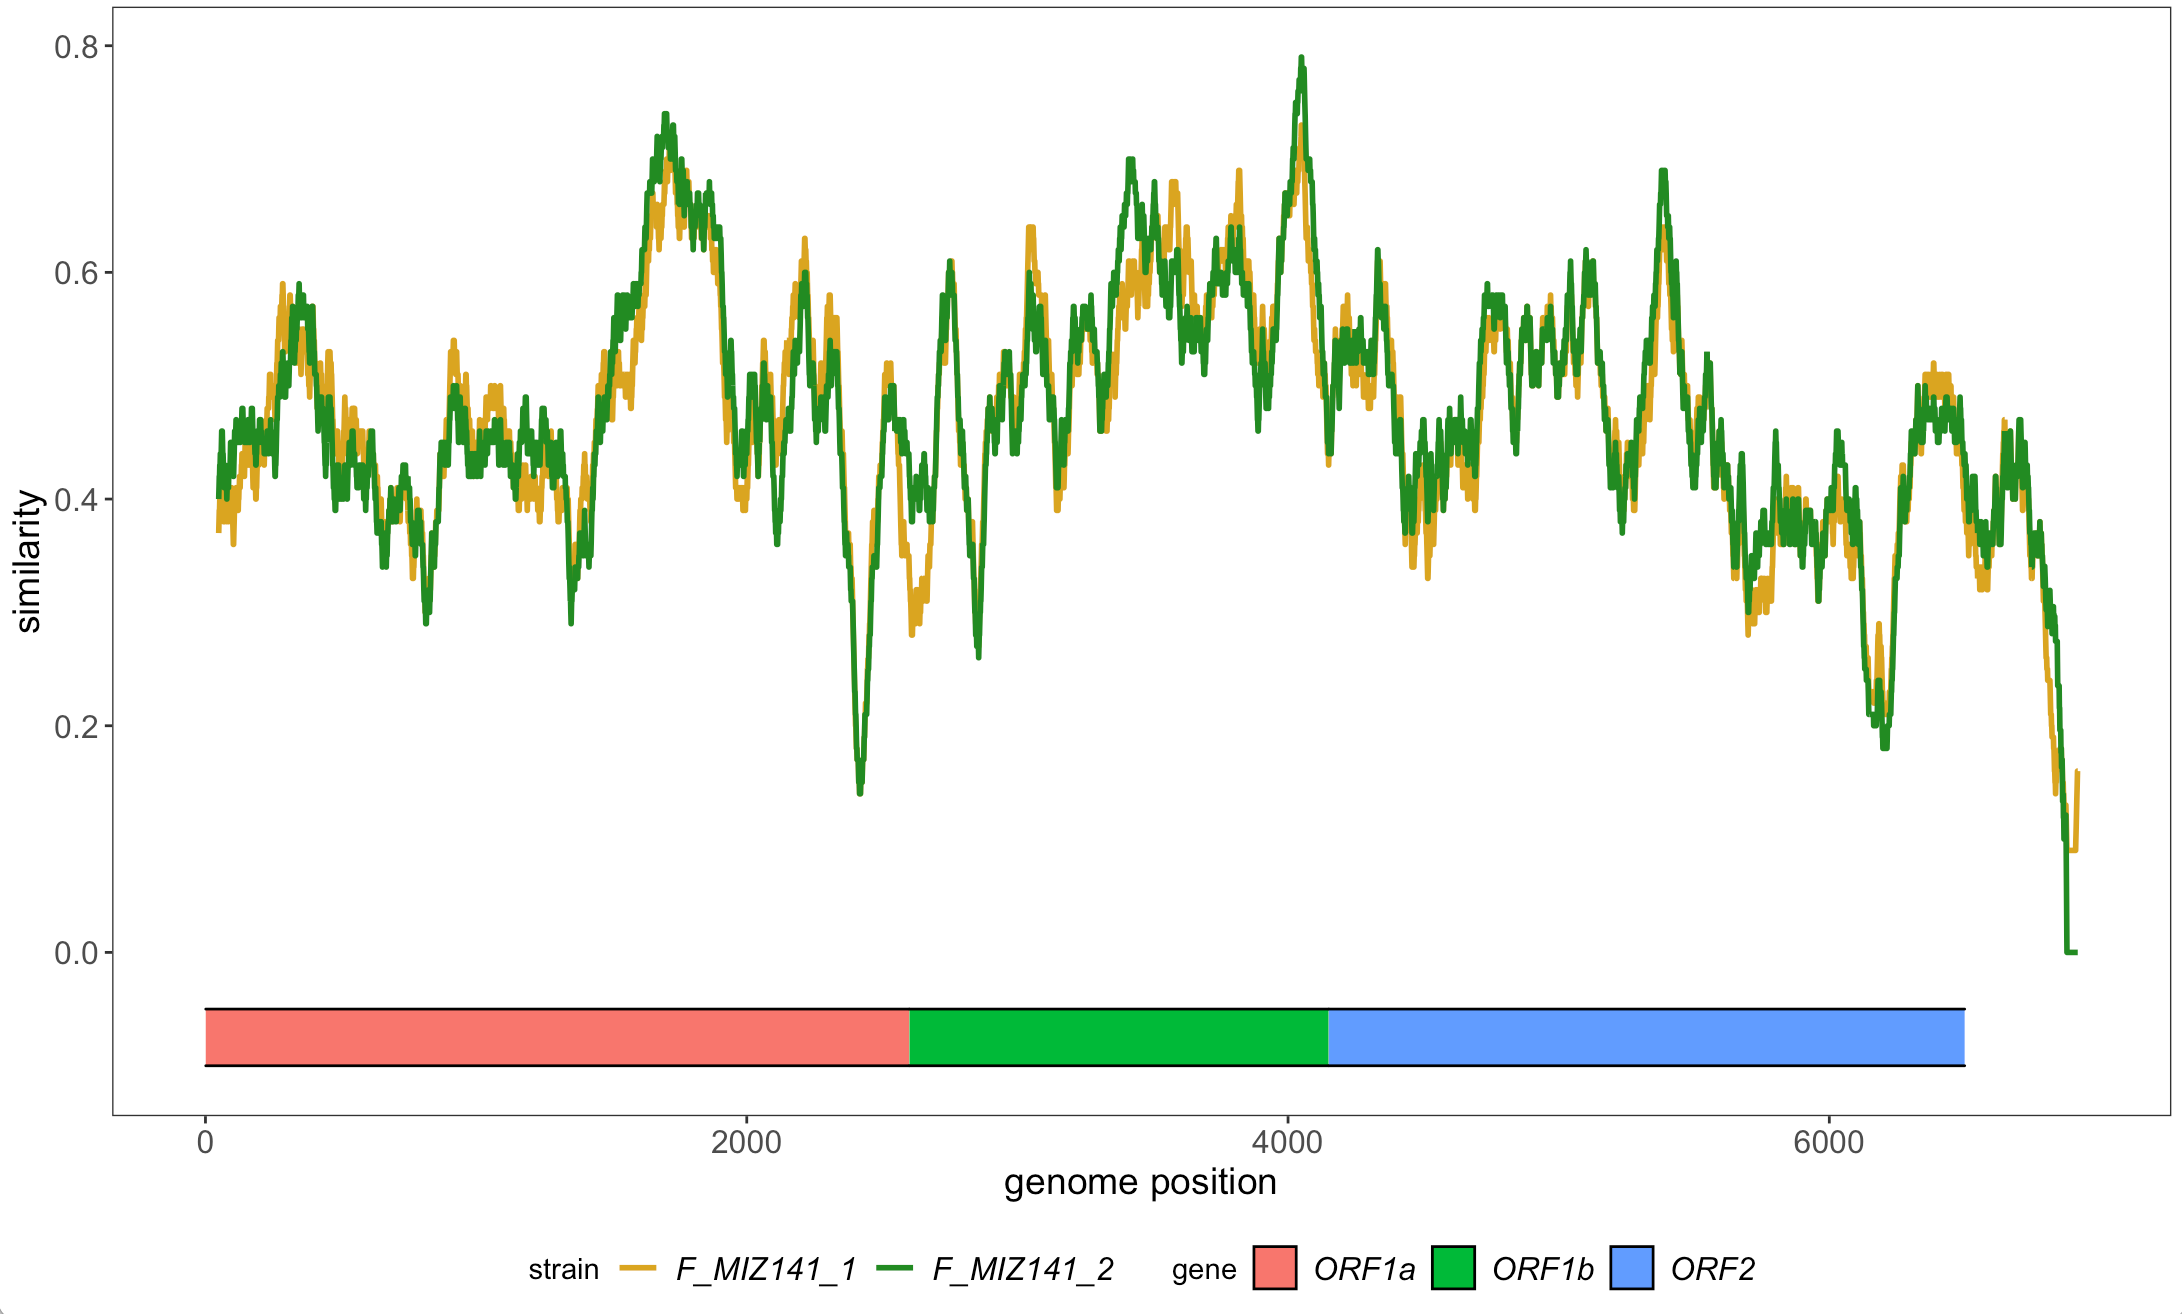 0.8
0.6
0.4
0.2
0.0
similarity
0 2000 4000 6000
genome position
strain F_MIZ141_1 F_MIZ141_2 gene ORF1a ORF1b ORF2